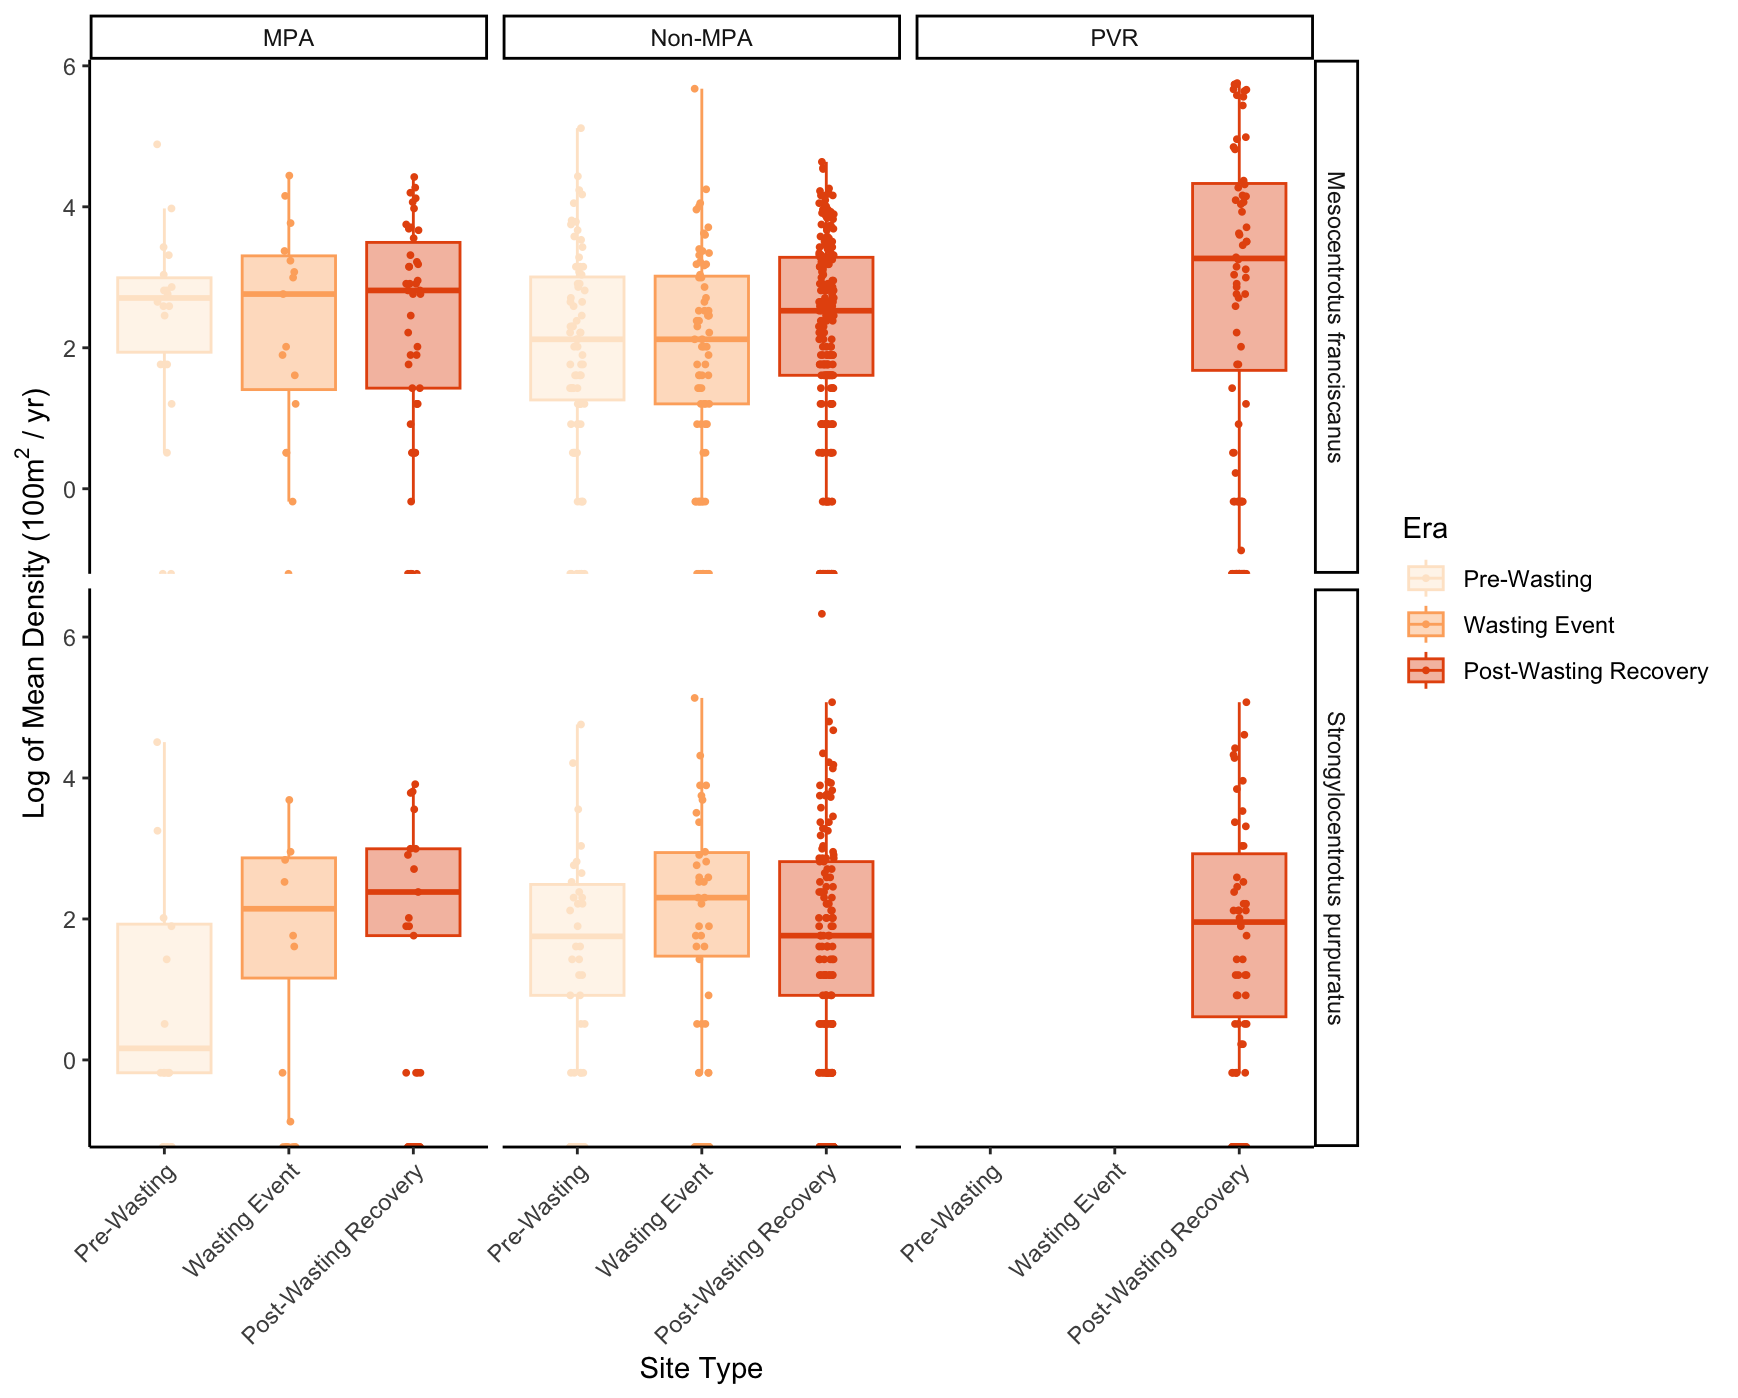 MPA
Non-MPA
PVR
6
4
2
0
Mesocentrotus franciscanus
6
4
2
0
Strongylocentrotus purpuratus
Log of Mean Density (100m² / yr)
Pre-Wasting
Wasting Event
Post-Wasting Recovery
Pre-Wasting
Wasting Event
Post-Wasting Recovery
Pre-Wasting
Wasting Event
Post-Wasting Recovery
Site Type
Era
Pre-Wasting
Wasting Event
Post-Wasting Recovery